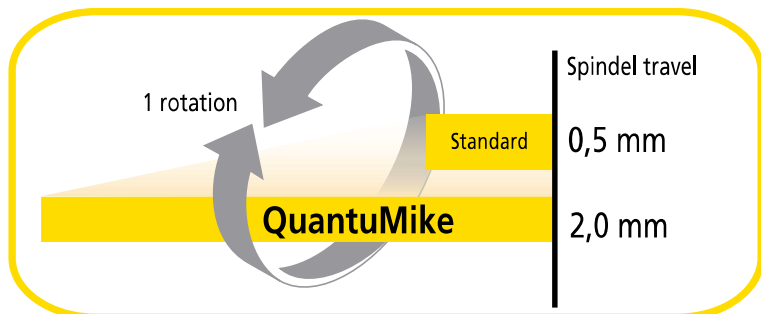 Spindel travel
1 rotation
Standard
0,5 mm
QuantuMike
2,0 mm